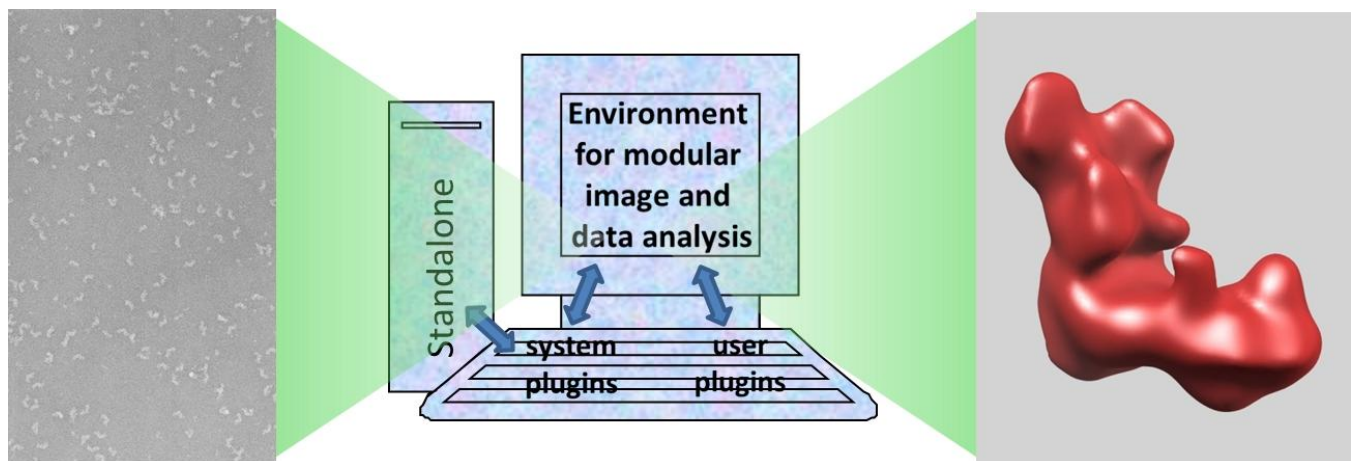 Standalone
Environment
for modular
image and
data analysis
system user
plugins plugins